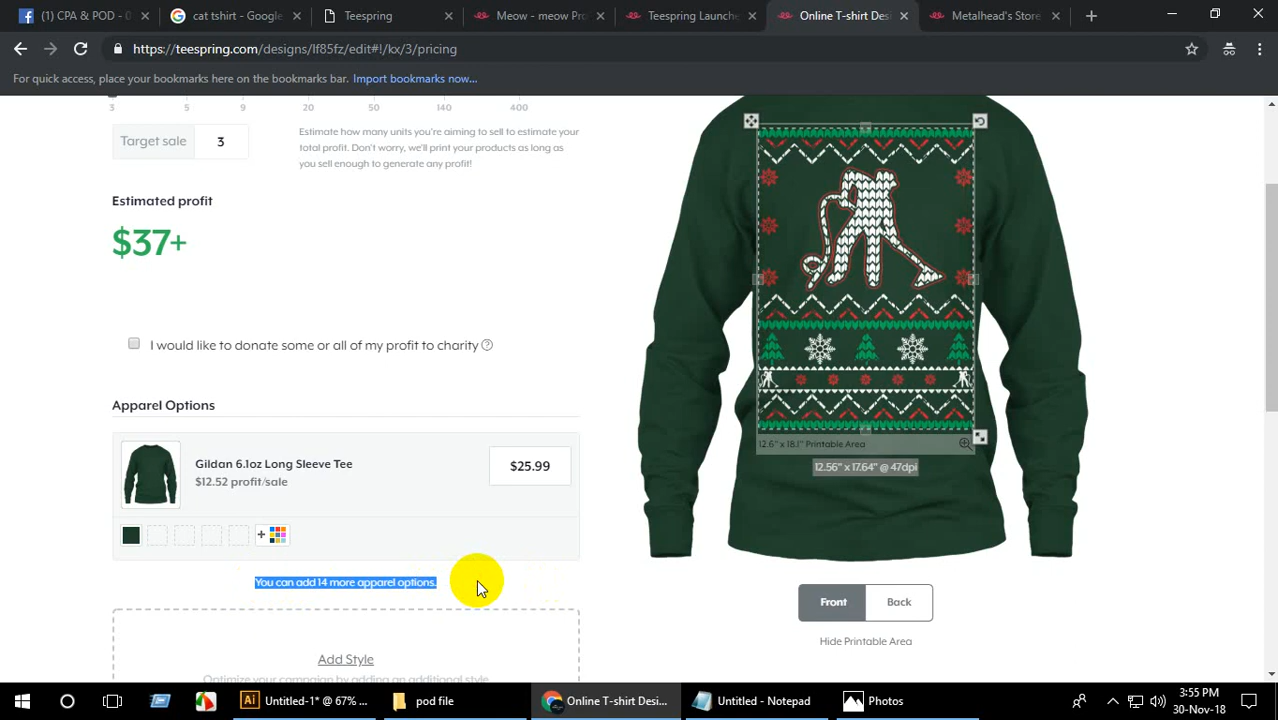 (1) CPA & POD - 0
cat tshirt - Google
Teespring
Meow - meow Pro
Teespring Launche
Online T-shirt Desi
Metalhead's Store
https://teespring.com/designs/lf85fz/edit#!/kx/3/pricing
For quick access, place your bookmarks here on the bookmarks bar. Import bookmarks now...
3 5 9 20 50 140 400
Target sale 3
Estimate how many units you're aiming to sell to estimate your
total profit. Don't worry, we'll print your products as long as
you sell enough to generate any profit!
Estimated profit
$37+
I would like to donate some or all of my profit to charity ?
Apparel Options
Gildan 6.1oz Long Sleeve Tee
$12.52 profit/sale
$25.99
You can add 14 more apparel options.
Add Style
Optimize your campaign by adding an additional style
12.6" x 18.1" Printable Area
12.56" x 17.64" @ 47dpi
Front Back
Hide Printable Area
Untitled-1* @ 67% ...
pod file
Online T-shirt Desi...
Untitled - Notepad
Photos
3:55 PM
30-Nov-18